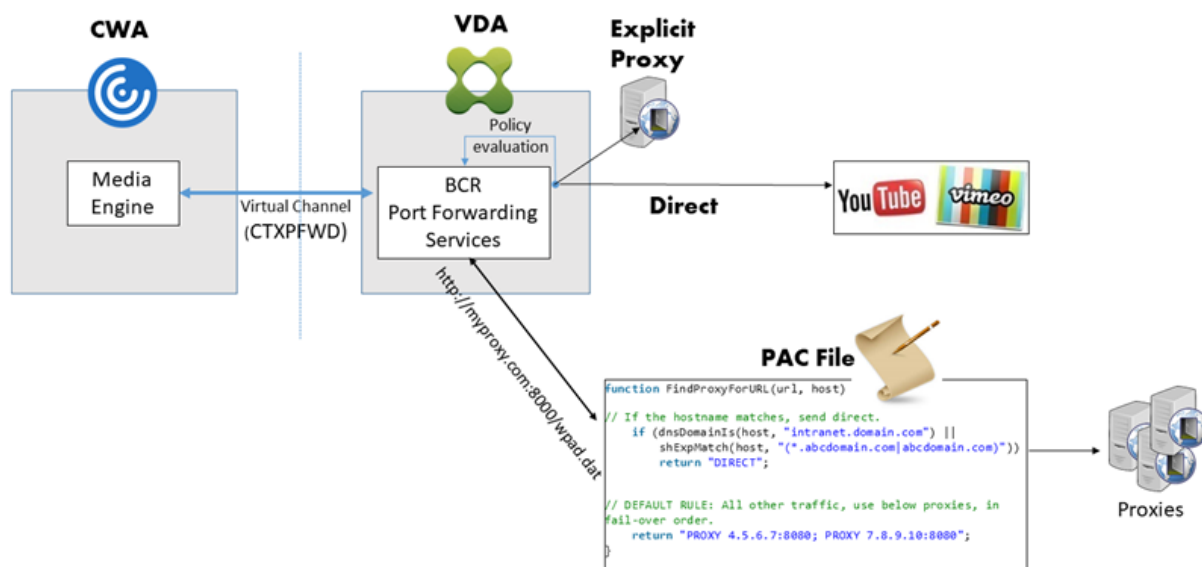 CWA
VDA
Explicit
Proxy
Policy
evaluation
Media
Engine
BCR
Port Forwarding
Services
Virtual Channel
(CTXPFWD)
Direct
YouTube
vimeo
http://myproxy.com:8000/wpad.dat
PAC File
function FindProxyForURL(url, host)
// If the hostname matches, send direct.
if (dnsDomainIs(host, "intranet.domain.com") ||
shExpMatch(host, "(*.abcdomain.com|abcdomain.com)"))
return "DIRECT";
// DEFAULT RULE: All other traffic, use below proxies, in
fail-over order.
return "PROXY 4.5.6.7:8080; PROXY 7.8.9.10:8080";
}
Proxies